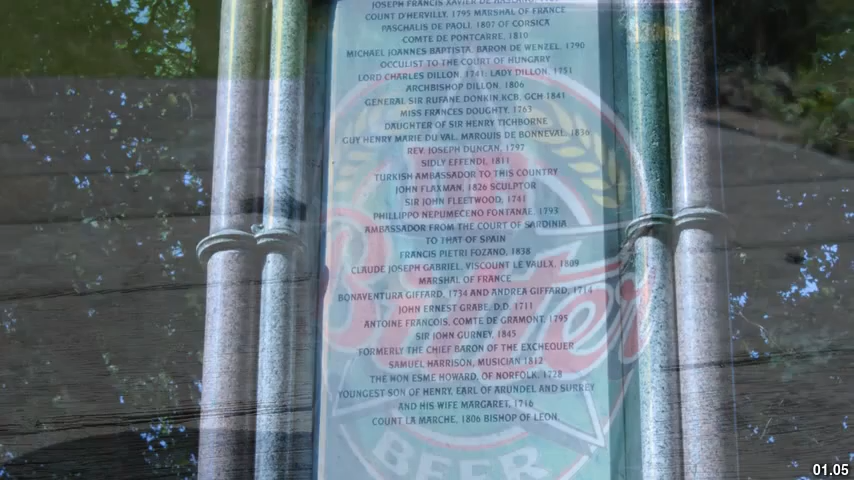 JOSEPH FRANCIS XAVIER DE
COUNT D'HERVILLY, 1795 MARSHAL OF FRANCE
PASCHALIS DE PAOLI, 1807 OF CORSICA
COMTE DE PONTCARRE, 1810
MICHAEL JOANNES BAPTISTA, BARON DE WENZEL, 1790
OCCULIST TO THE COURT OF HUNGARY
LORD CHARLES DILLON, 1741; LADY DILLON, 1751
ARCHBISHOP DILLON, 1806
GENERAL SIR RUFANE DONKIN KCB, GCH 1841
MISS FRANCES DOUGHTY, 1763
DAUGHTER OF SIR HENRY TICHBORNE
GUY HENRY MARIE DU VAL, MARQUIS DE BONNEVAL, 1836
REV. JOSEPH DUNCAN, 1797
SIDLY EFFENDI, 1811
TURKISH AMBASSADOR TO THIS COUNTRY
JOHN FLAXMAN, 1826 SCULPTOR
SIR JOHN FLEETWOOD, 1741
PHILLIPPO NEPUMECENO FONTANAE, 1793
AMBASSADOR FROM THE COURT OF SARDINIA
TO THAT OF SPAIN
FRANCIS PIETRI FOZANO, 1838
CLAUDE JOSEPH GABRIEL, VISCOUNT LE VAULX, 1809
MARSHAL OF FRANCE
BONAVENTURA GIFFARD, 1734 AND ANDREA GIFFARD, 1714
JOHN ERNEST GRABE, D.D. 1711
ANTOINE FRANCOIS, COMTE DE GRAMONT, 1795
SIR JOHN GURNEY, 1845
FORMERLY THE CHIEF BARON OF THE EXCHEQUER
SAMUEL HARRISON, MUSICIAN 1812
THE HON ESME HOWARD, OF NORFOLK, 1728
YOUNGEST SON OF HENRY, EARL OF ARUNDEL AND SURREY
AND HIS WIFE MARGARET, 1716
COUNT LA MARCHE, 1806 BISHOP OF LEON
BEER
01.05